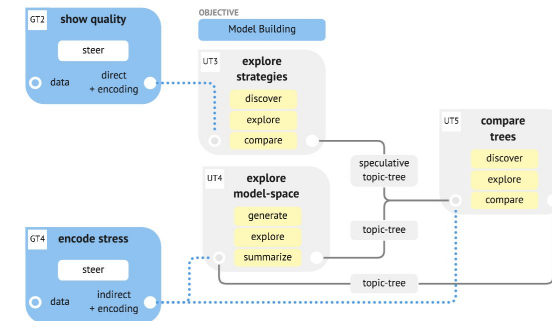 OBJECTIVE
Model Building
GT2
show quality
steer
data
direct
+ encoding
UT3
explore
strategies
discover
explore
compare
speculative
topic-tree
UT4
explore
model-space
generate
explore
summarize
topic-tree
topic-tree
UT5
compare
trees
discover
explore
compare
GT4
encode stress
steer
data
indirect
+ encoding